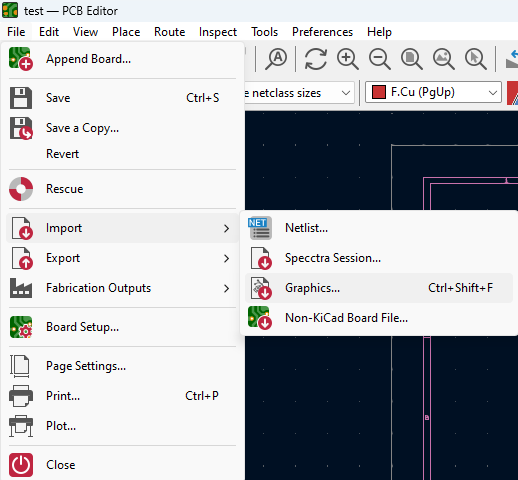 test — PCB Editor
File Edit View Place Route Inspect Tools Preferences Help
Append Board...
Save Ctrl+S
e netclass sizes F.Cu (PgUp)
Save a Copy...
Revert
Rescue
Import
Export
Fabrication Outputs
Board Setup...
Page Settings...
Print... Ctrl+P
Plot...
Close
NET
Netlist...
Specctra Session...
Graphics... Ctrl+Shift+F
Non-KiCad Board File...